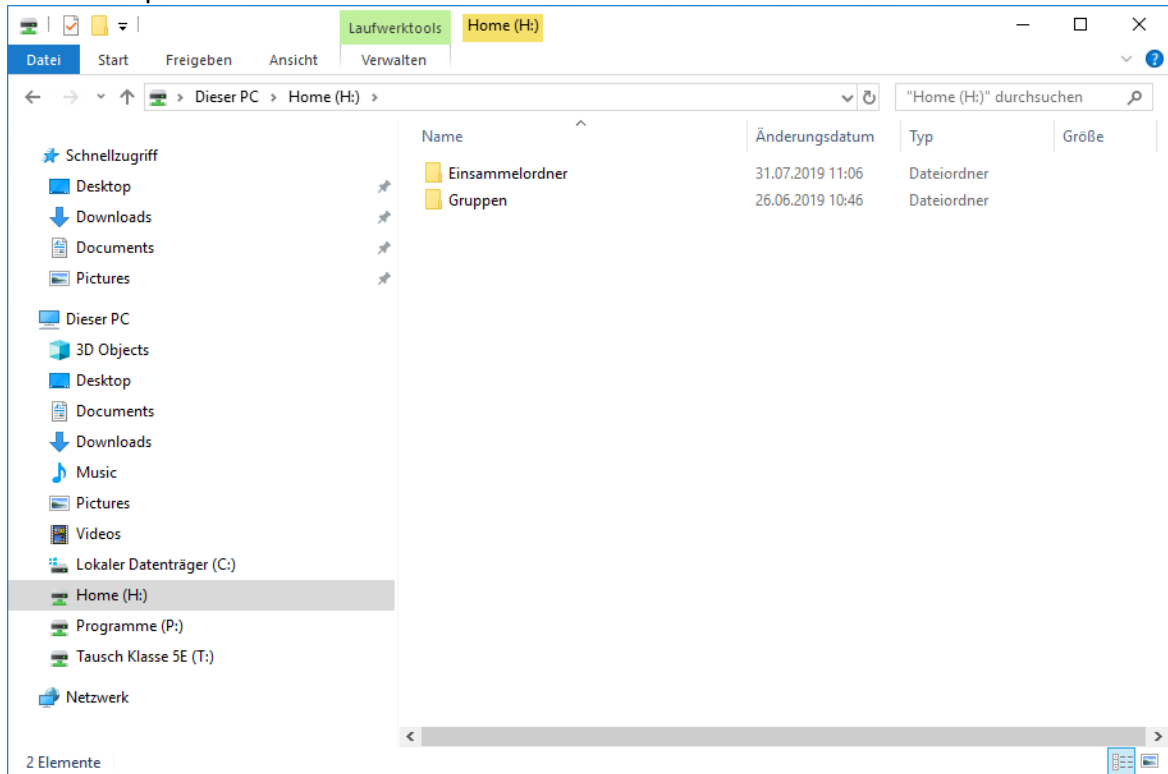 Laufwerktools Home (H:)
Datei Start Freigeben Ansicht Verwalten
Dieser PC > Home (H:) > "Home (H:)" durchsuchen
Name Änderungsdatum Typ Größe
Einsammelordner 31.07.2019 11:06 Dateiordner
Gruppen 26.06.2019 10:46 Dateiordner
Schnellzugriff
Desktop
Downloads
Documents
Pictures
Dieser PC
3D Objects
Desktop
Documents
Downloads
Music
Pictures
Videos
Lokaler Datenträger (C:)
Home (H:)
Programme (P:)
Tausch Klasse 5E (T:)
Netzwerk
2 Elemente